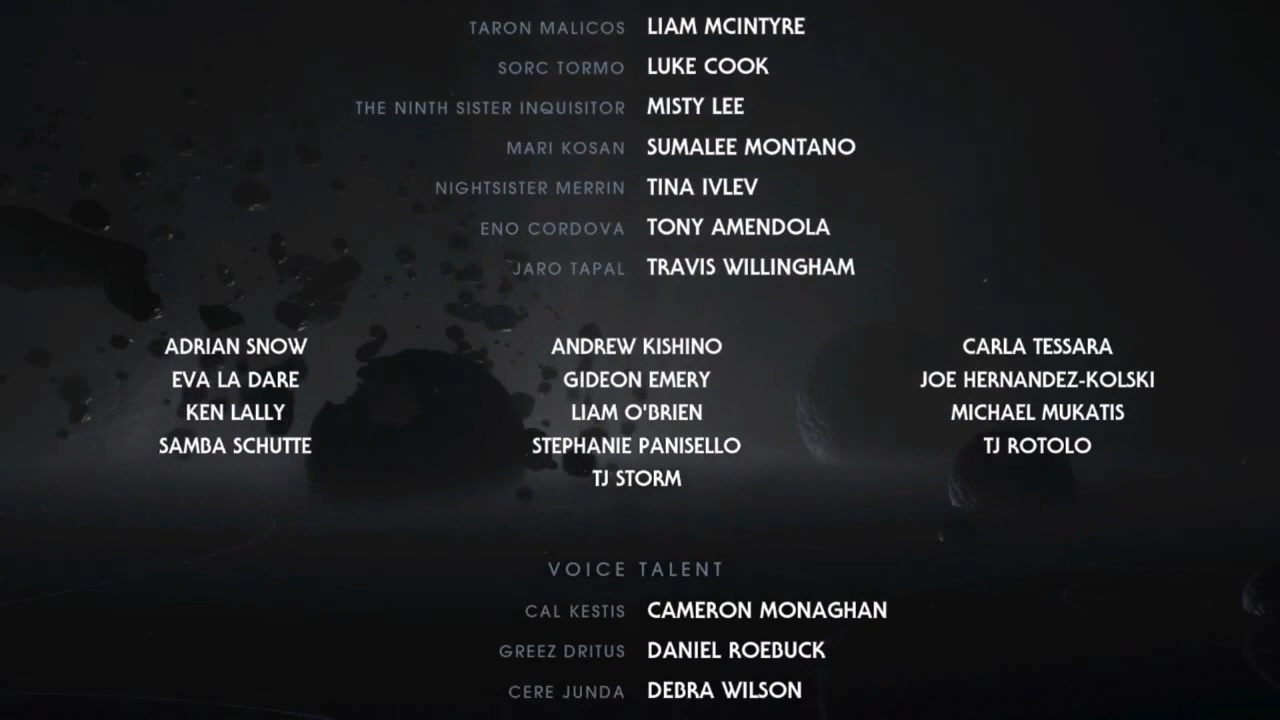 TARON MALICOS LIAM MCINTYRE
SORC TORMO LUKE COOK
THE NINTH SISTER INQUISITOR MISTY LEE
MARI KOSAN SUMALEE MONTANO
NIGHTSISTER MERRIN TINA IVLEV
ENO CORDOVA TONY AMENDOLA
JARO TAPAL TRAVIS WILLINGHAM
ADRIAN SNOW ANDREW KISHINO CARLA TESSARA
EVA LA DARE GIDEON EMERY JOE HERNANDEZ-KOLSKI
KEN LALLY LIAM O'BRIEN MICHAEL MUKATIS
SAMBA SCHUTTE STEPHANIE PANISELLO TJ ROTOLO
TJ STORM
VOICE TALENT
CAL KESTIS CAMERON MONAGHAN
GREEZ DRITUS DANIEL ROEBUCK
CERE JUNDA DEBRA WILSON